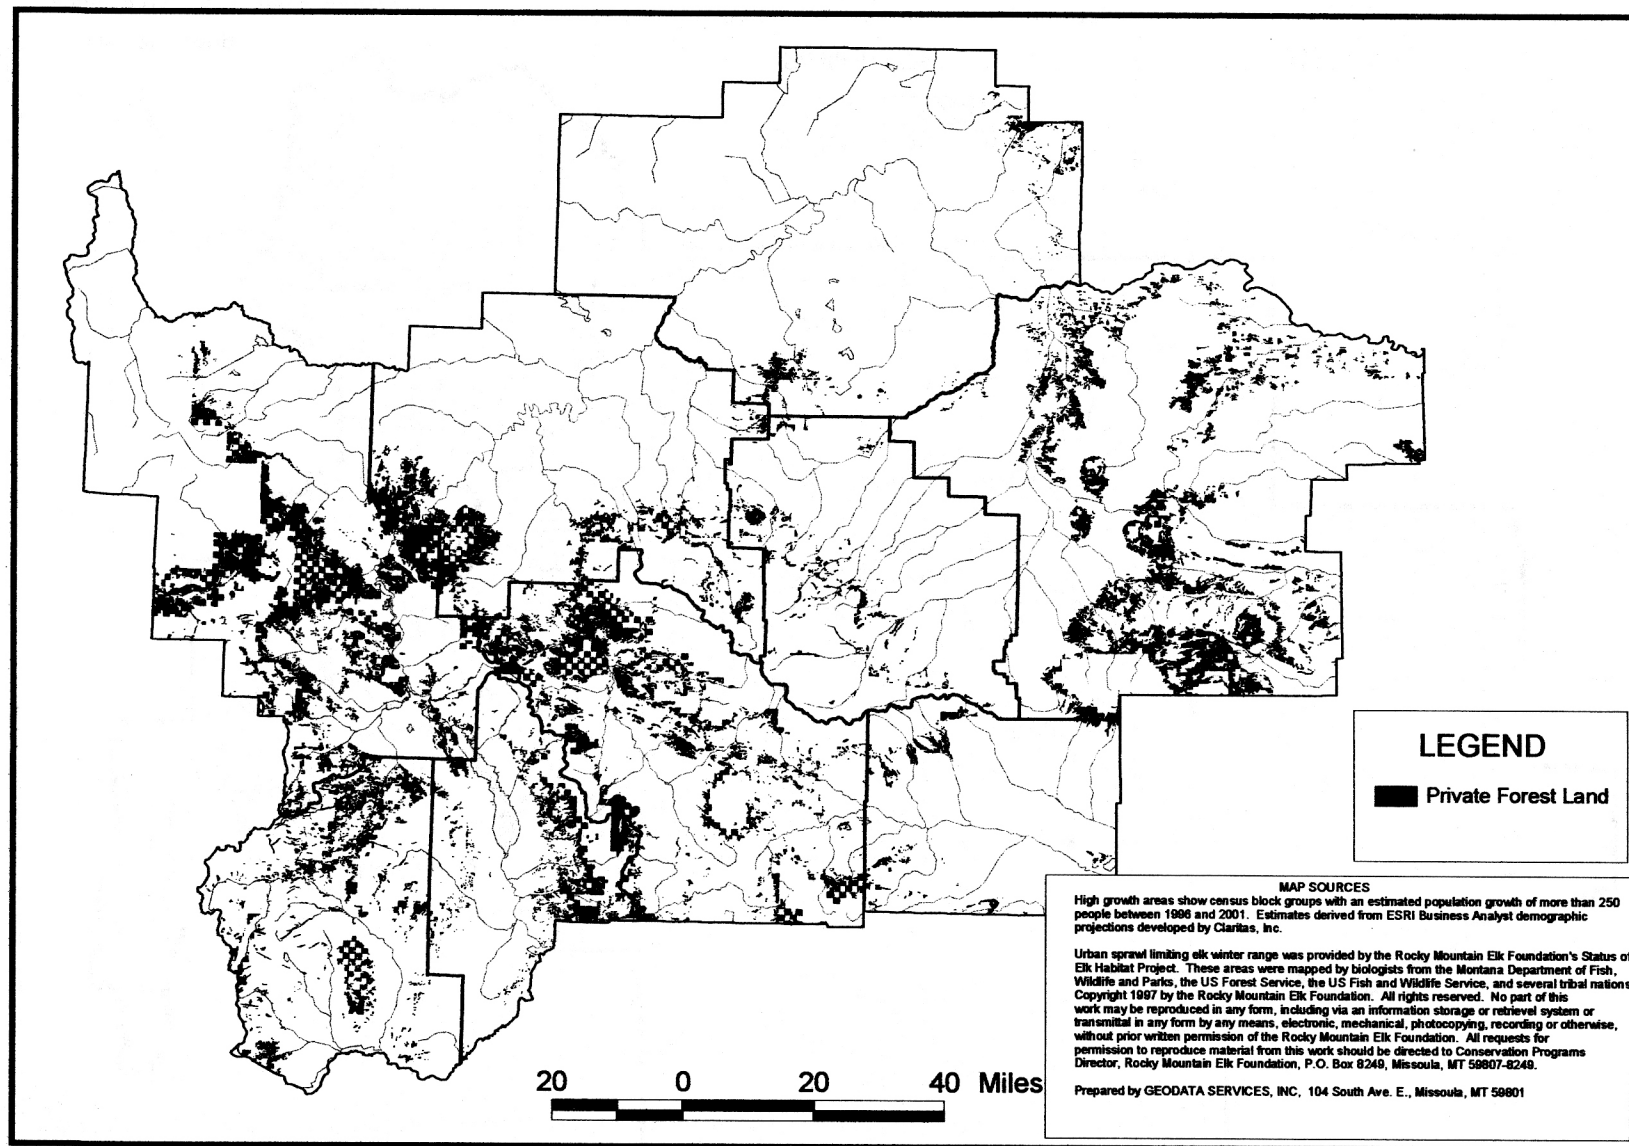 LEGEND
Private Forest Land
MAP SOURCES
High growth areas show census block groups with an estimated population growth of more than 250
people between 1996 and 2001. Estimates derived from ESRI Business Analyst demographic
projections developed by Claritas, Inc.
Urban sprawl limiting elk winter range was provided by the Rocky Mountain Elk Foundation's Status of
Elk Habitat Project. These areas were mapped by biologists from the Montana Department of Fish,
Wildlife and Parks, the US Forest Service, the US Fish and Wildlife Service, and several tribal nations
Copyright 1997 by the Rocky Mountain Elk Foundation. All rights reserved. No part of this
work may be reproduced in any form, including via an information storage or retrievel system or
transmittal in any form by any means, electronic, mechanical, photocopying, recording or otherwise,
without prior written permission of the Rocky Mountain Elk Foundation. All requests for
permission to reproduce material from this work should be directed to Conservation Programs
Director, Rocky Mountain Elk Foundation, P.O. Box 8249, Missoula, MT 59807-8249.
Prepared by GEODATA SERVICES, INC, 104 South Ave. E., Missoula, MT 59801
20 0 20 40 Miles